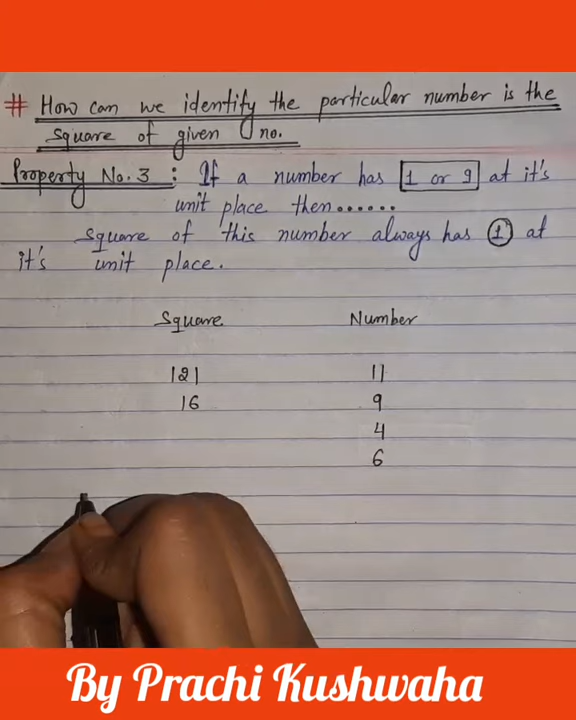 # How can we identify the particular number is the
square of given no.
Property No. 3 : If a number has 1 or 9 at it's
unit place then......
square of this number always has 1 at
it's unit place.
Square Number
121 11
16 9
4
6
By Prachi Kushwaha